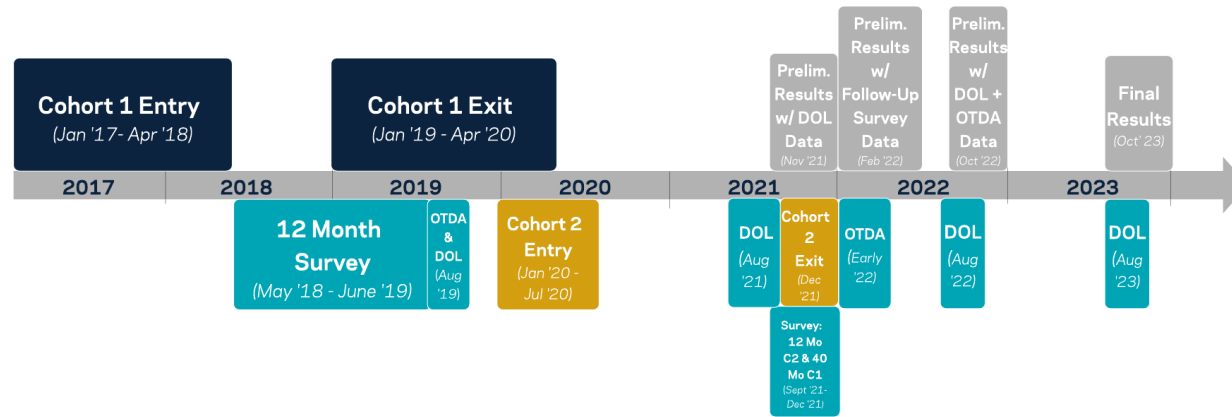 Cohort 1 Entry
(Jan '17- Apr '18)
Cohort 1 Exit
(Jan '19 - Apr '20)
Prelim.
Results
w/ DOL
Data
(Nov '21)
Prelim.
Results
w/
Follow-Up
Survey
Data
(Feb '22)
Prelim.
Results
w/
DOL +
OTDA
Data
(Oct '22)
Final
Results
(Oct' 23)
2017
2018
2019
2020
2021
2022
2023
12 Month
Survey
(May '18 - June '19)
OTDA
&
DOL
(Aug
'19)
Cohort 2
Entry
(Jan '20 -
Jul '20)
DOL
(Aug
'21)
Cohort
2
Exit
(Dec
'21)
OTDA
(Early
'22)
DOL
(Aug
'22)
DOL
(Aug
'23)
Survey:
12 Mo
C2 & 40
Mo C1
(Sept '21-
Dec '21)